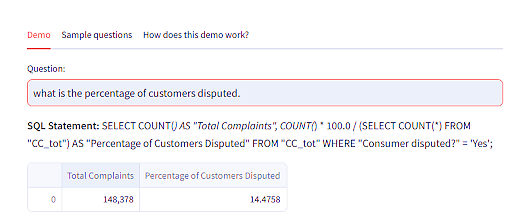 Demo Sample questions How does this demo work?
Question:
what is the percentage of customers disputed.
SQL Statement: SELECT COUNT() AS "Total Complaints", COUNT() * 100.0 / (SELECT COUNT(*) FROM
"CC_tot") AS "Percentage of Customers Disputed" FROM "CC_tot" WHERE "Consumer disputed?" = 'Yes';
Total Complaints Percentage of Customers Disputed
0 148,378 14.4758